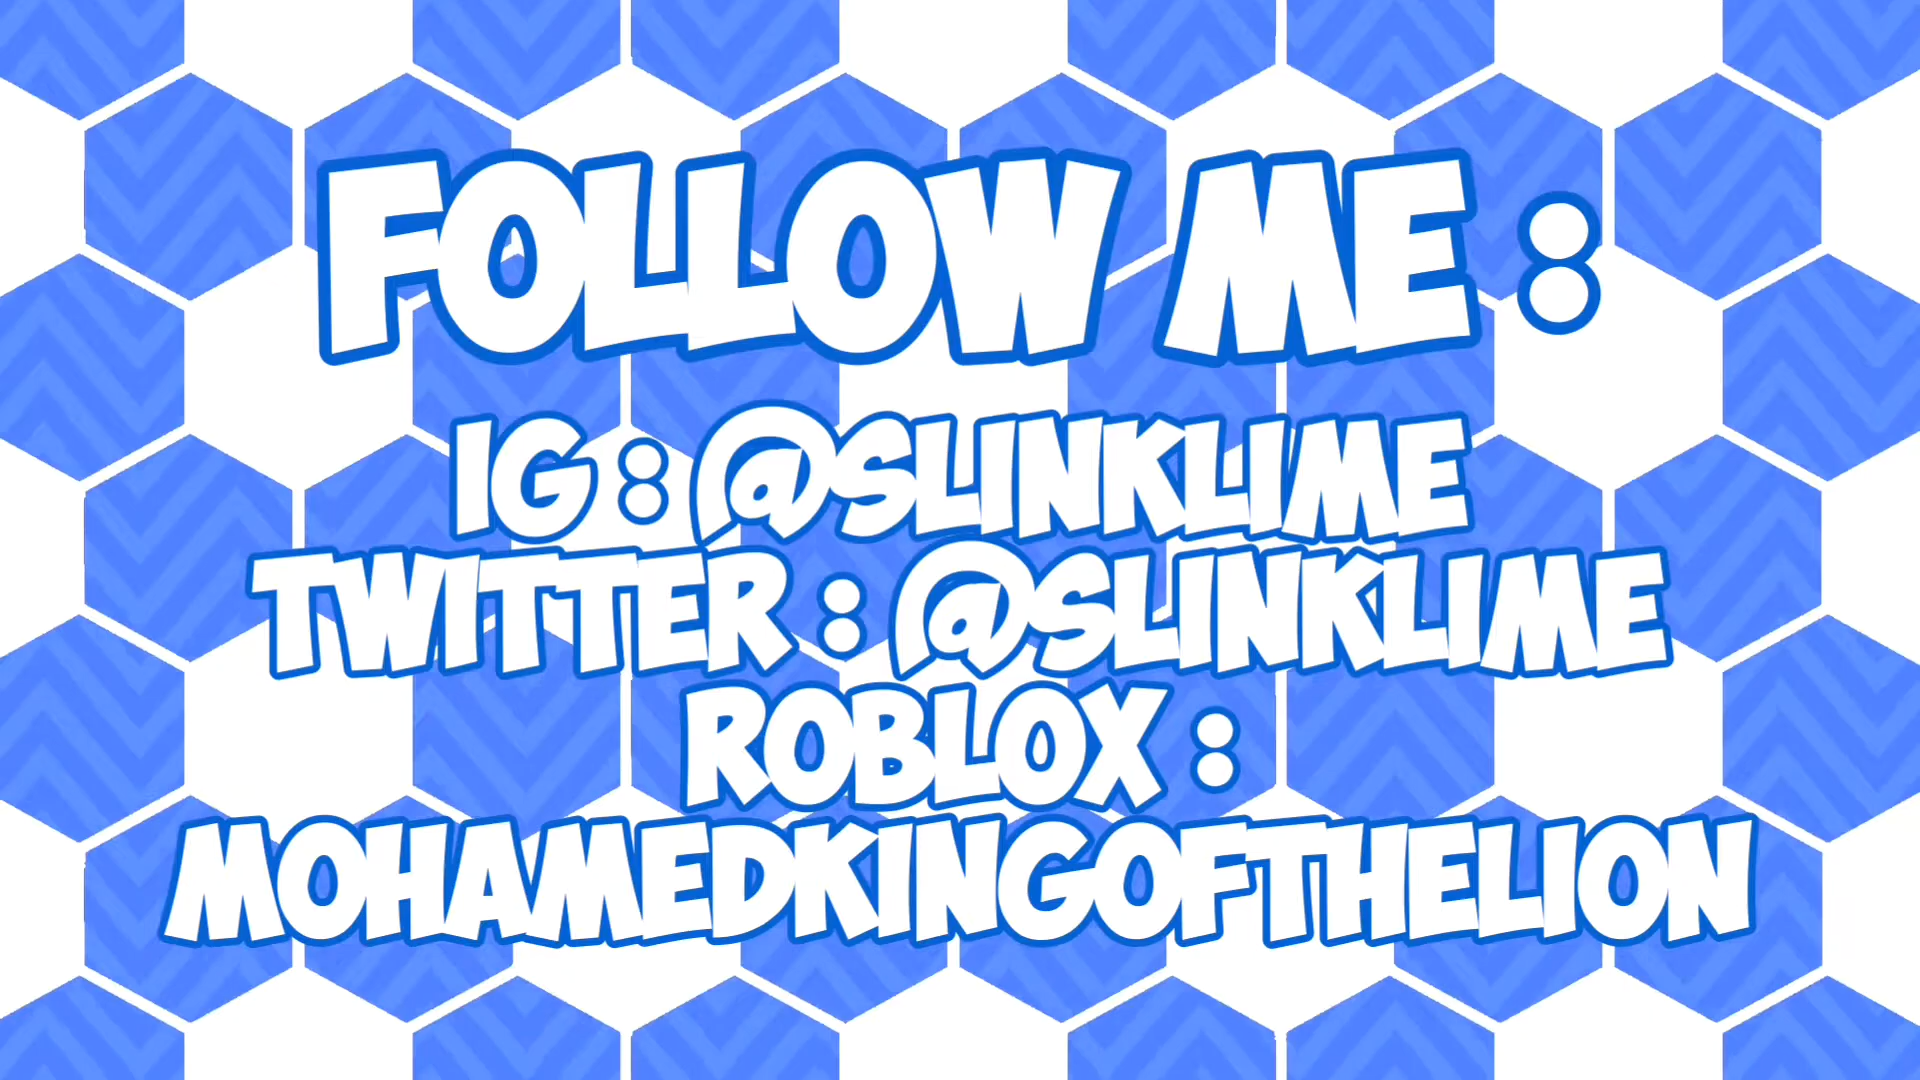 FOLLOW ME :
IG : @SLINKLIME
TWITTER : @SLINKLIME
ROBLOX :
MOHAMEDKINGOFTHELION